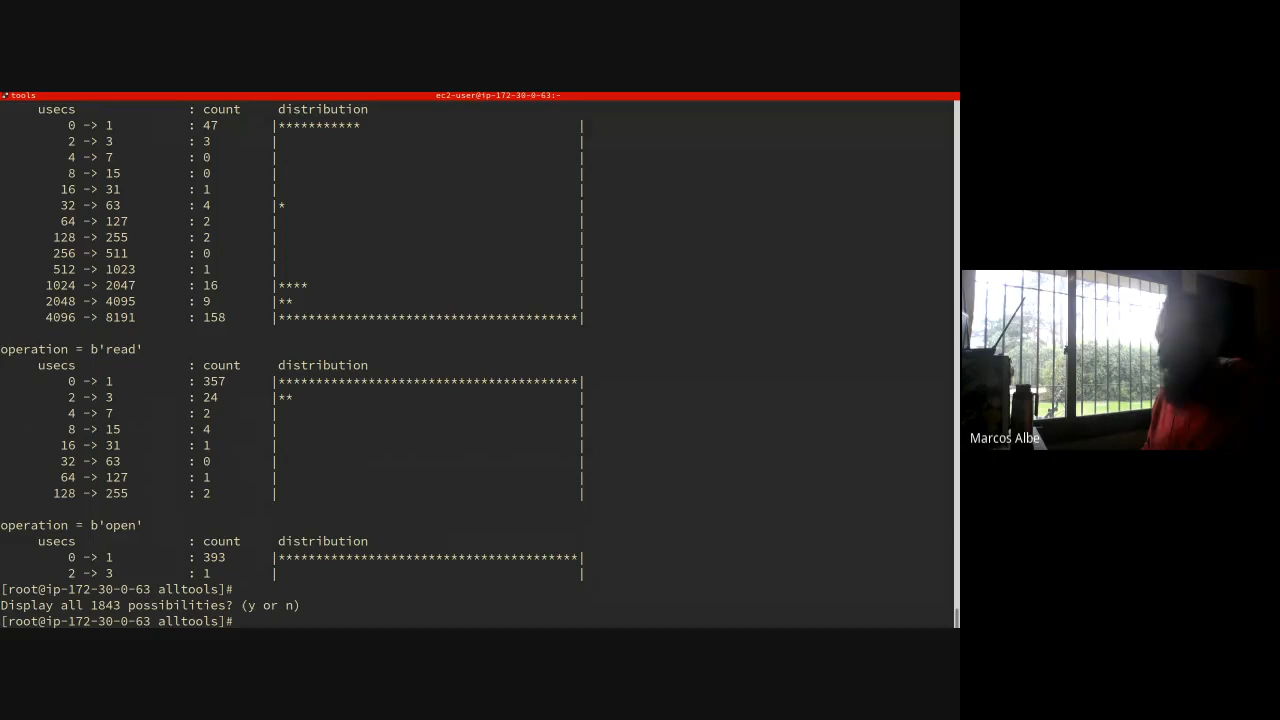 tools
ec2-user@ip-172-30-0-63:~
usecs : count distribution
0 -> 1 : 47 |*********** |
2 -> 3 : 3 | |
4 -> 7 : 0 | |
8 -> 15 : 0 | |
16 -> 31 : 1 | |
32 -> 63 : 4 |* |
64 -> 127 : 2 | |
128 -> 255 : 2 | |
256 -> 511 : 0 | |
512 -> 1023 : 1 | |
1024 -> 2047 : 16 |**** |
2048 -> 4095 : 9 |** |
4096 -> 8191 : 158 |****************************************|
operation = b'read'
usecs : count distribution
0 -> 1 : 357 |****************************************|
2 -> 3 : 24 |** |
4 -> 7 : 2 | |
8 -> 15 : 4 | |
16 -> 31 : 1 | |
32 -> 63 : 0 | |
64 -> 127 : 1 | |
128 -> 255 : 2 | |
operation = b'open'
usecs : count distribution
0 -> 1 : 393 |****************************************|
2 -> 3 : 1 | |
[root@ip-172-30-0-63 alltools]#
Display all 1843 possibilities? (y or n)
[root@ip-172-30-0-63 alltools]#
Marcos Albe